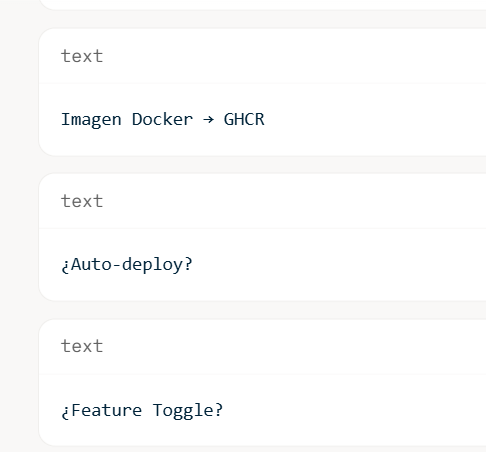 text
Imagen Docker → GHCR
text
¿Auto-deploy?
text
¿Feature Toggle?